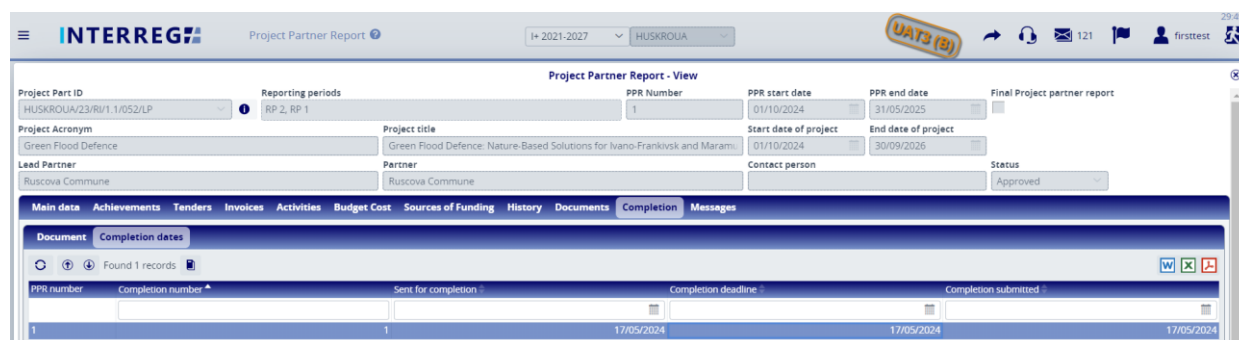 29:4
INTERREG
Project Partner Report
I+ 2021-2027
HUSKROUA
UAT3 (B)
121
firsttest
Project Partner Report - View
Project Part ID Reporting periods PPR Number PPR start date PPR end date Final Project partner report
HUSKROUA/23/RI/1.1/052/LP RP 2, RP 1 1 01/10/2024 31/05/2025
Project Acronym Project title Start date of project End date of project
Green Flood Defence Green Flood Defence: Nature-Based Solutions for Ivano-Frankivsk and Maramu 01/10/2024 30/09/2026
Lead Partner Partner Contact person Status
Ruscova Commune Ruscova Commune Approved
Main data Achievements Tenders Invoices Activities Budget Cost Sources of Funding History Documents Completion Messages
Document Completion dates
Found 1 records
PPR number Completion number Sent for completion Completion deadline Completion submitted
1 1 17/05/2024 17/05/2024 17/05/2024